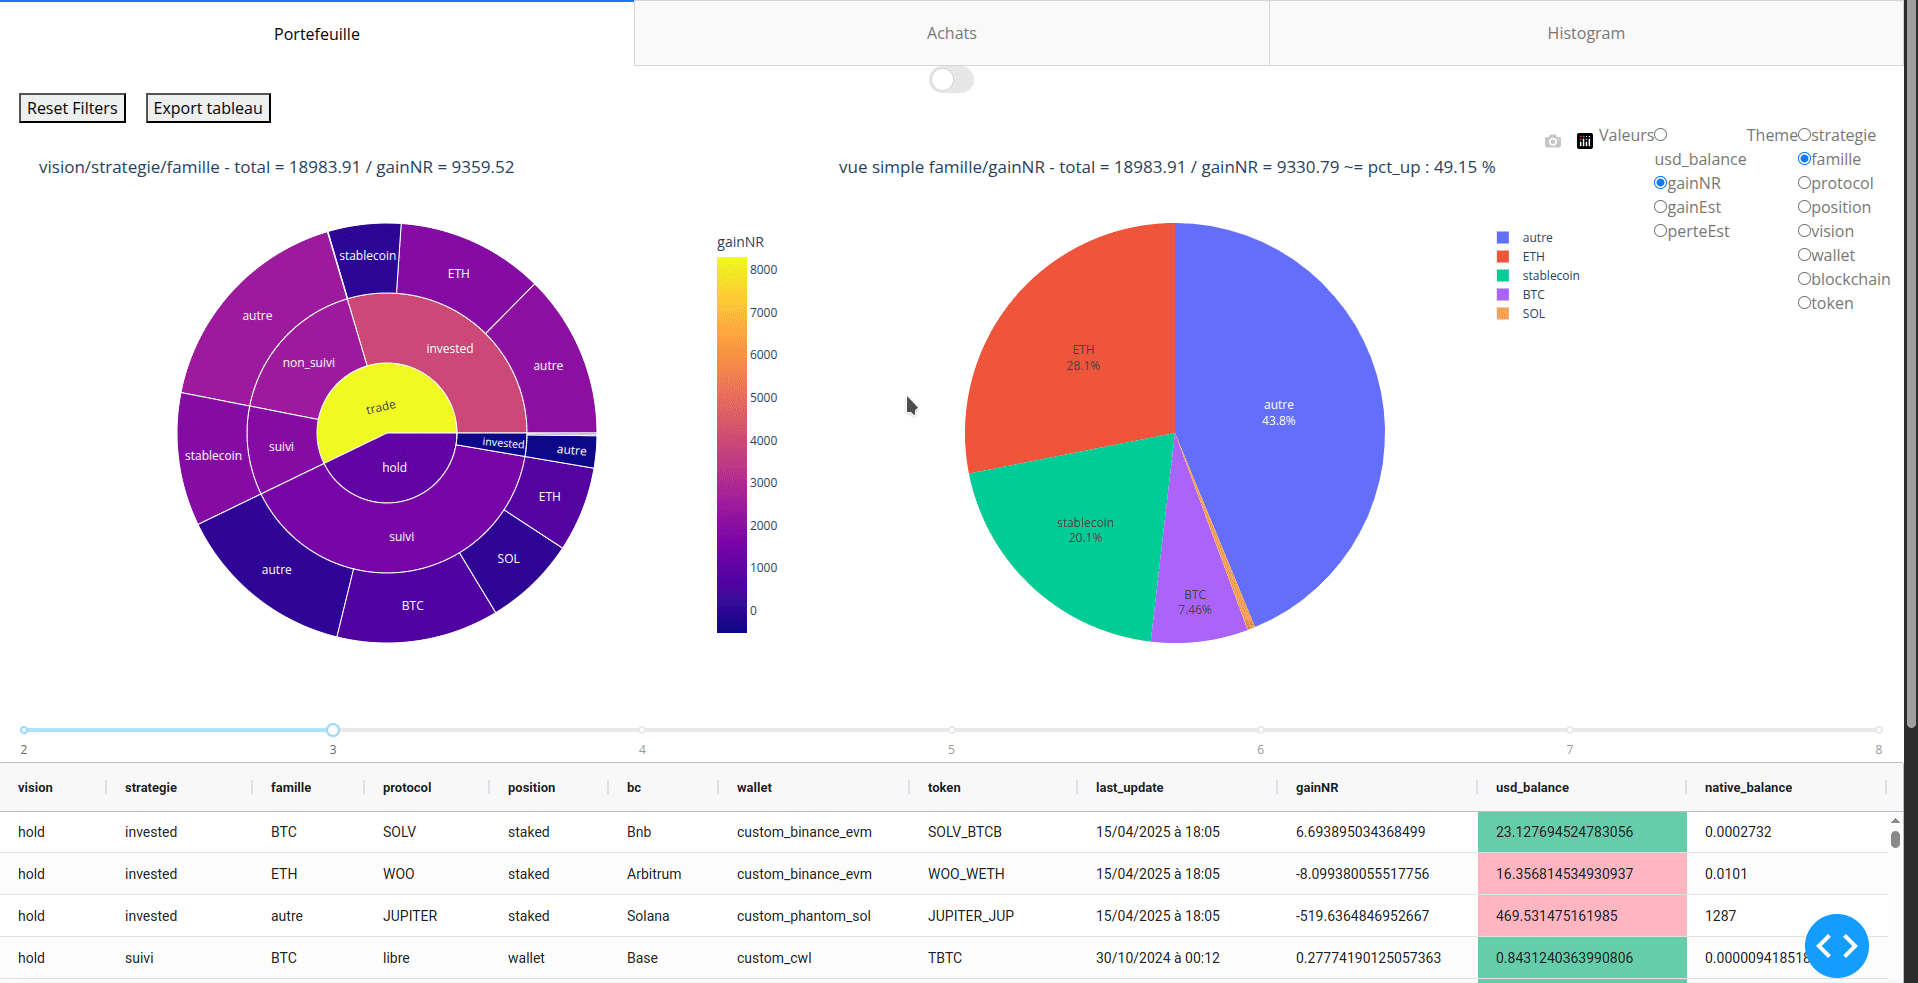 Portefeuille
Achats
Histogram
Reset Filters
Export tableau
Valeurs
usd_balance
gainNR
gainEst
perteEst
Theme
strategie
famille
protocol
position
vision
wallet
blockchain
token
vision/strategie/famille - total = 18983.91 / gainNR = 9359.52
stablecoin
ETH
autre
autre
non_suivi
invested
trade
suivi
stablecoin
hold
invested
autre
ETH
suivi
SOL
autre
BTC
gainNR
8000
7000
6000
5000
4000
3000
2000
1000
0
vue simple famille/gainNR - total = 18983.91 / gainNR = 9330.79 ~= pct_up : 49.15 %
ETH
28.1%
autre
43.8%
stablecoin
20.1%
BTC
7.46%
autre
ETH
stablecoin
BTC
SOL
2 3 4 5 6 7 8
vision strategie famille protocol position bc wallet token last_update gainNR usd_balance native_balance
hold invested BTC SOLV staked Bnb custom_binance_evm SOLV_BTCB 15/04/2025 à 18:05 6.693895034368499 23.127694524783056 0.0002732
hold invested ETH WOO staked Arbitrum custom_binance_evm WOO_WETH 15/04/2025 à 18:05 -8.099380055517756 16.356814534930937 0.0101
hold invested autre JUPITER staked Solana custom_phantom_sol JUPITER_JUP 15/04/2025 à 18:05 -519.6364846952667 469.531475161985 1287
hold suivi BTC libre wallet Base custom_cwl TBTC 30/10/2024 à 00:12 0.27774190125057363 0.8431240363990806 0.000009418518